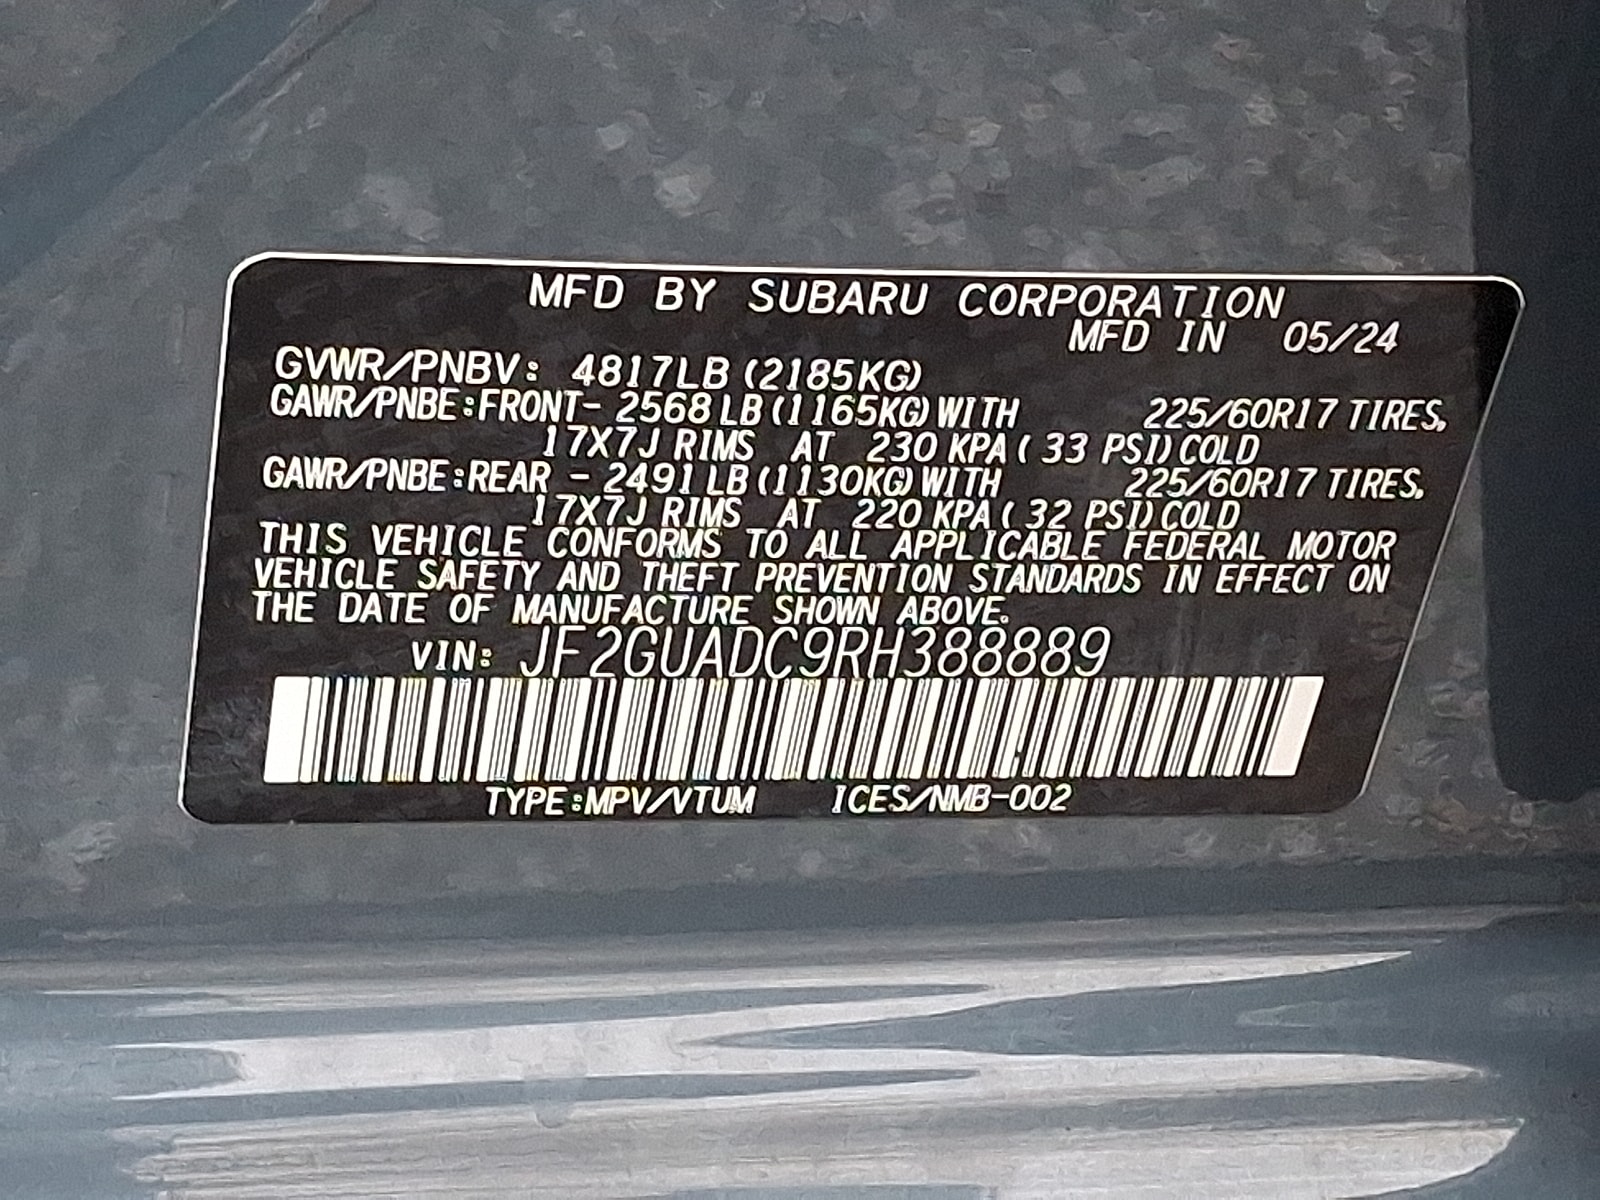 MFD BY SUBARU CORPORATION
MFD IN 05/24
GVWR/PNBV: 4817LB (2185KG)
GAWR/PNBE:FRONT- 2568 LB (1165KG) WITH 225/60R17 TIRES.
17X7J RIMS AT 230 KPA ( 33 PSI) COLD
GAWR/PNBE:REAR - 2491 LB (1130KG) WITH 225/60R17 TIRES.
17X7J RIMS AT 220 KPA ( 32 PSI) COLD
THIS VEHICLE CONFORMS TO ALL APPLICABLE FEDERAL MOTOR
VEHICLE SAFETY AND THEFT PREVENTION STANDARDS IN EFFECT ON
THE DATE OF MANUFACTURE SHOWN ABOVE.
VIN: JF2GUADC9RH388889
TYPE:MPV/VTUM ICES/NMB-002